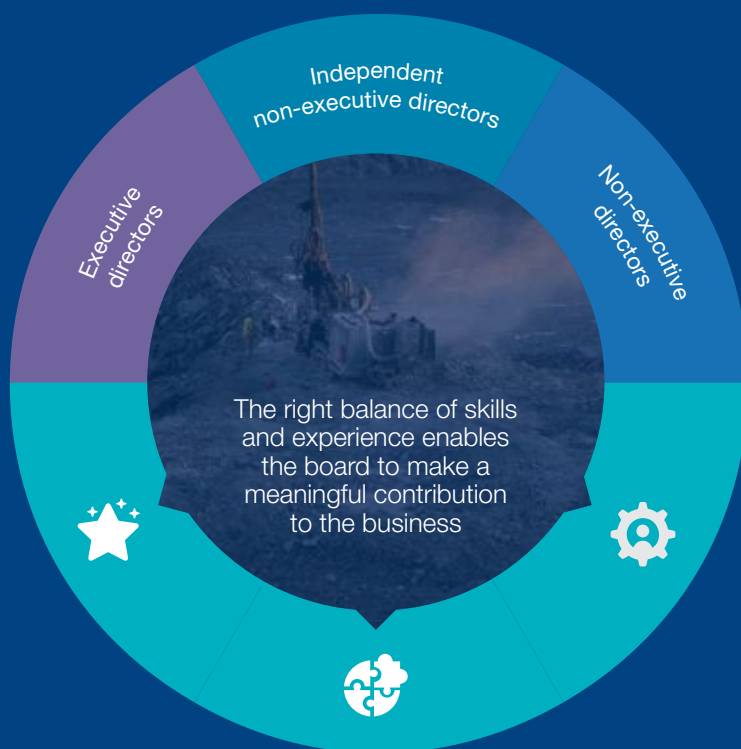 Independent
non-executive directors
Executive
directors
Non-executive
directors
The right balance of skills
and experience enables
the board to make a
meaningful contribution
to the business